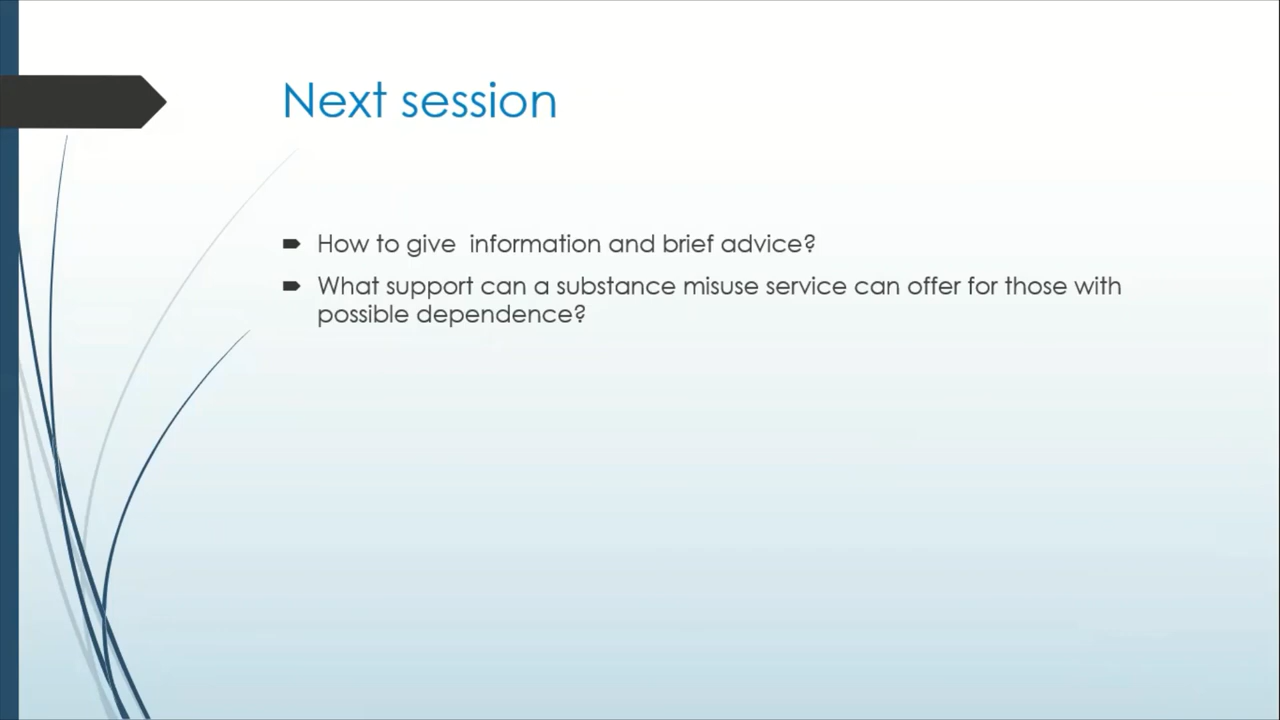 Next session
How to give  information and brief advice?
What support can a substance misuse service can offer for those with
possible dependence?